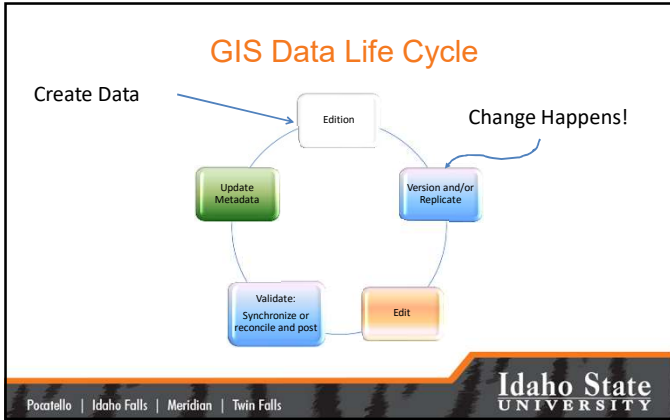 GIS Data Life Cycle
Create Data
Edition
Change Happens!
Update
Metadata
Version and/or
Replicate
Validate:
Synchronize or
reconcile and post
Edit
Pocatello | Idaho Falls | Meridian | Twin Falls
Idaho State
UNIVERSITY